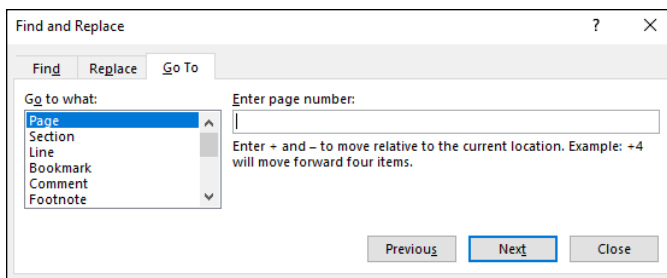 Find and Replace ?
Find Replace Go To
Go to what:
Page
Section
Line
Bookmark
Comment
Footnote
Enter page number:
Enter + and – to move relative to the current location. Example: +4
will move forward four items.
Previous Next Close